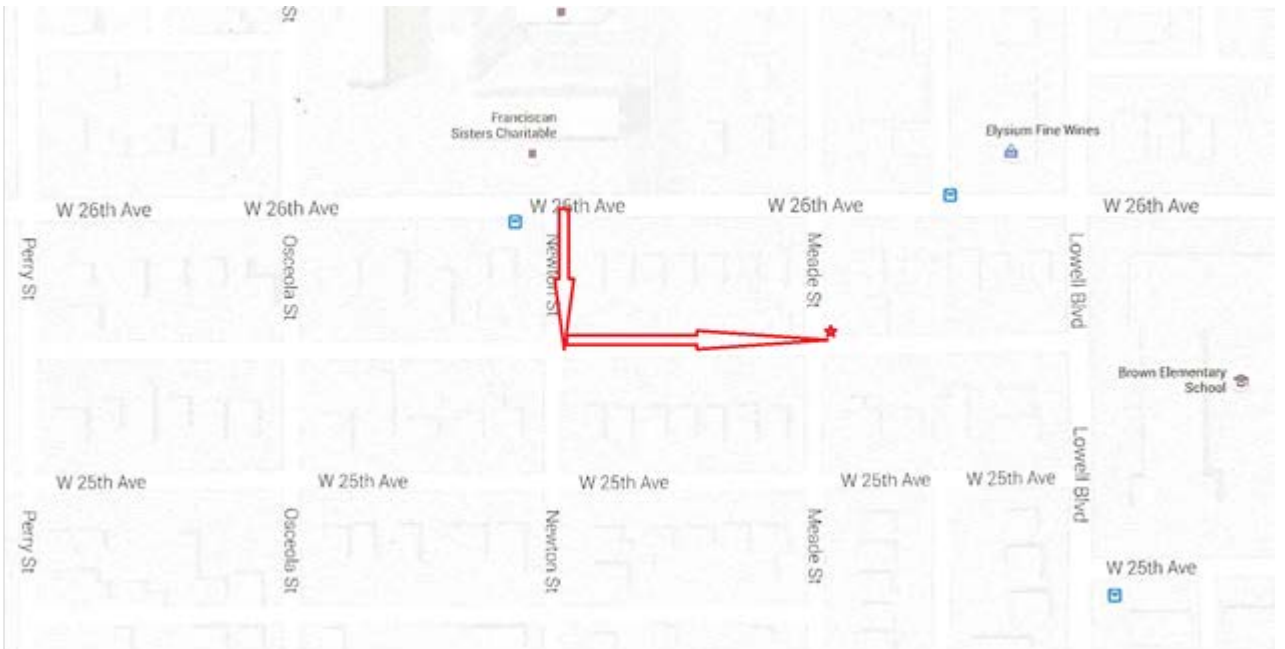 St
Franciscan
Sisters Charitable
Elysium Fine Wines
W 26th Ave
W 26th Ave
W 26th Ave
W 26th Ave
W 26th Ave
Perry St
Osceola St
Newton St
Meade St
Lowell Blvd
Brown Elementary
School
Lowell Blvd
W 25th Ave
W 25th Ave
W 25th Ave
W 25th Ave
W 25th Ave
Perry St
Osceola St
Newton St
Meade St
W 25th Ave